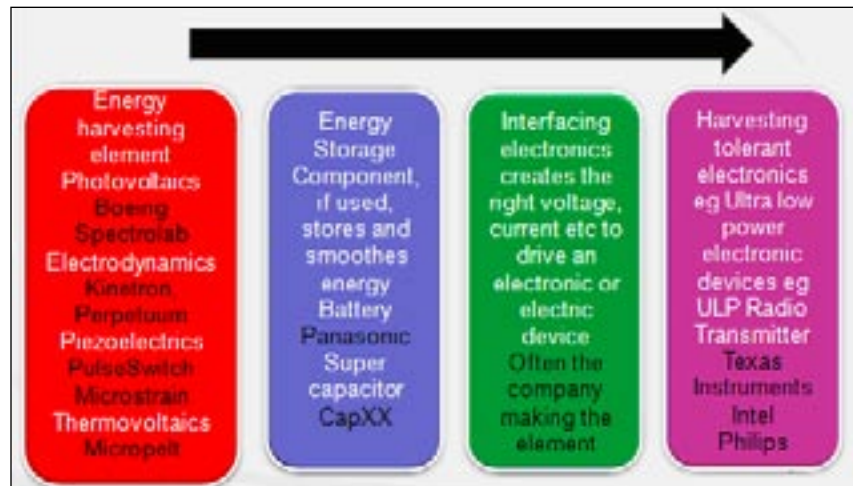 Energy
harvesting
element
Photovoltaics
Boeing
Spectrolab
Electrodynamics
Kinetron,
Perpetuum
Piezoelectrics
PulseSwitch
Microstrain
Thermovoltaics
Micropelt
Energy
Storage
Component,
if used,
stores and
smoothes
energy
Battery
Panasonic
Super
capacitor
CapXX
Interfacing
electronics
creates the
right voltage,
current etc to
drive an
electronic or
electric
device
Often the
company
making the
element
Harvesting
tolerant
electronics
eg Ultra low
power
electronic
devices eg
ULP Radio
Transmitter
Texas
Instruments
Intel
Philips